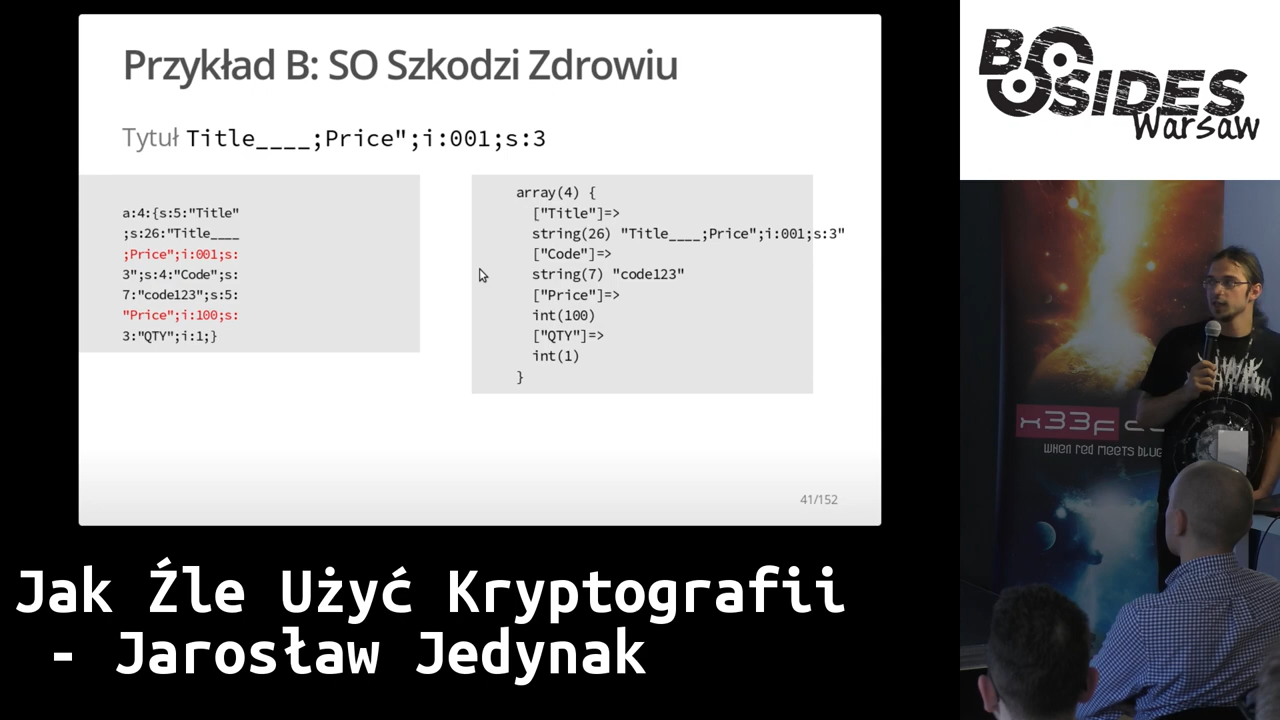 Przykład B: SO Szkodzi Zdrowiu
Tytuł Title____;Price";i:001;s:3
a:4:{s:5:"Title"
;s:26:"Title____
;Price";i:001;s:
3";s:4:"Code";s:
7:"code123";s:5:
"Price";i:100;s:
3:"QTY";i:1;}
array(4) {
["Title"]=>
string(26) "Title____;Price";i:001;s:3"
["Code"]=>
string(7) "code123"
["Price"]=>
int(100)
["QTY"]=>
int(1)
}
41/152
Jak Źle Użyć Kryptografii
- Jarosław Jedynak
BSIDES
Warsaw
x33f
WHEN RED MEETS BLUE